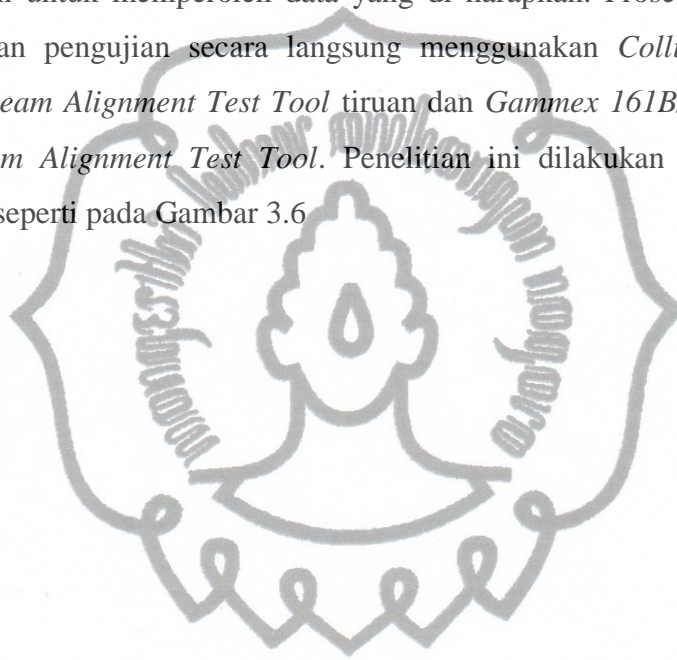 untuk memperoleh data yang di harapkan. Prose
pengujian secara langsung menggunakan Colli
eam Alignment Test Tool tiruan dan Gammex 161B
m Alignment Test Tool. Penelitian ini dilakukan
seperti pada Gambar 3.6